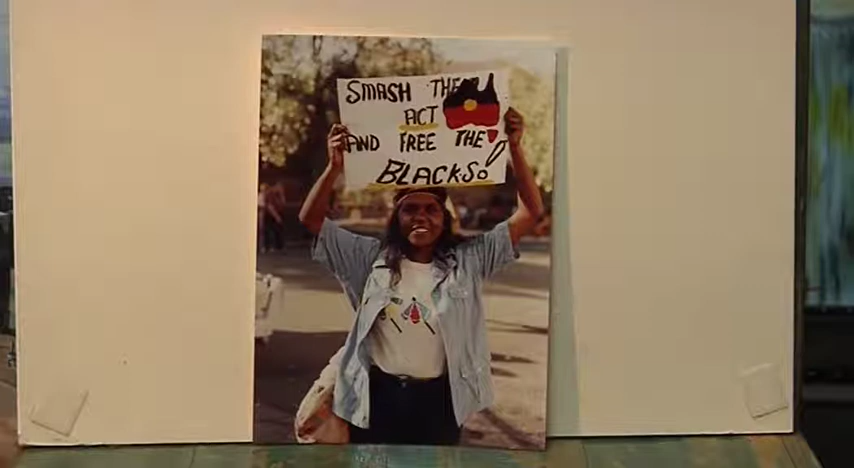 SMASH THE
ACT
AND FREE THE
BLACKS!